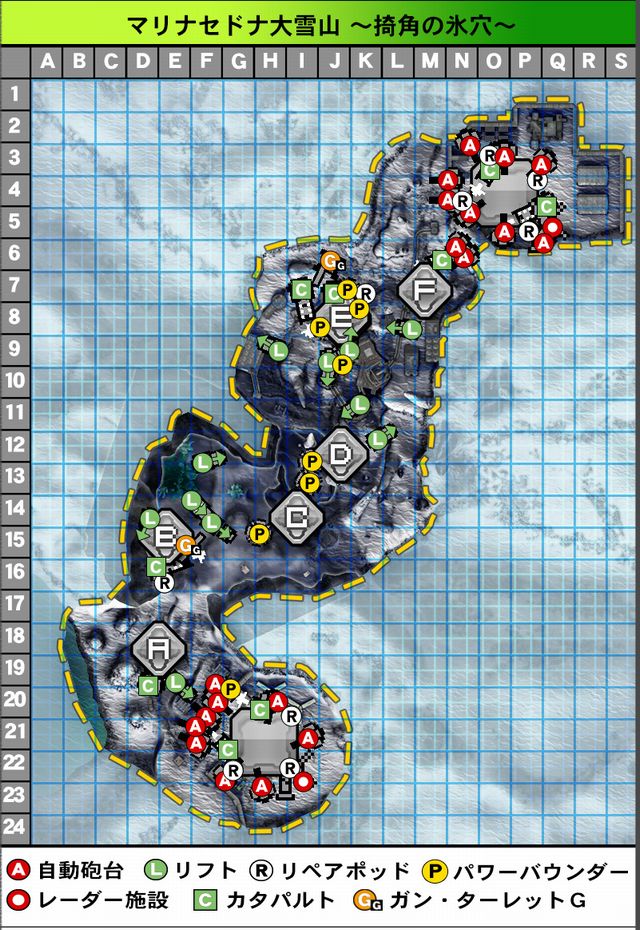 マリナセドナ大雪山 ～掎角の氷穴～
A B C D E F G H I J K L M N O P Q R S
1
2
3
A R A A
C
A R
4
A R A C
5
A R A
6
A A
G G C
7
C C P R F
P
8
E P L
9
L L L P
10
11
L
12
L L D P
13
P
14
L L C
L P
15
B G G
16
C
R
17
18
A
19
C L A P
20
A C A R
A
21
A A C A
22
R R
23
A A
24
A 自動砲台 L リフト R リペアポッド P パワーバウンダー
レーダー施設 C カタパルト G G ガン・ターレットG